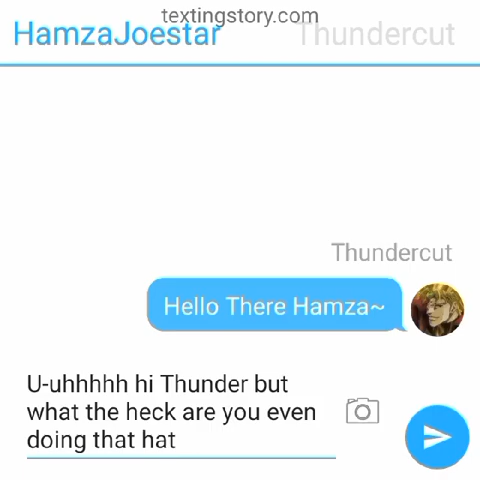 textingstory.com
HamzaJoestar Thundercut
Thundercut
Hello There Hamza~
U-uhhhhh hi Thunder but
what the heck are you even
doing that hat